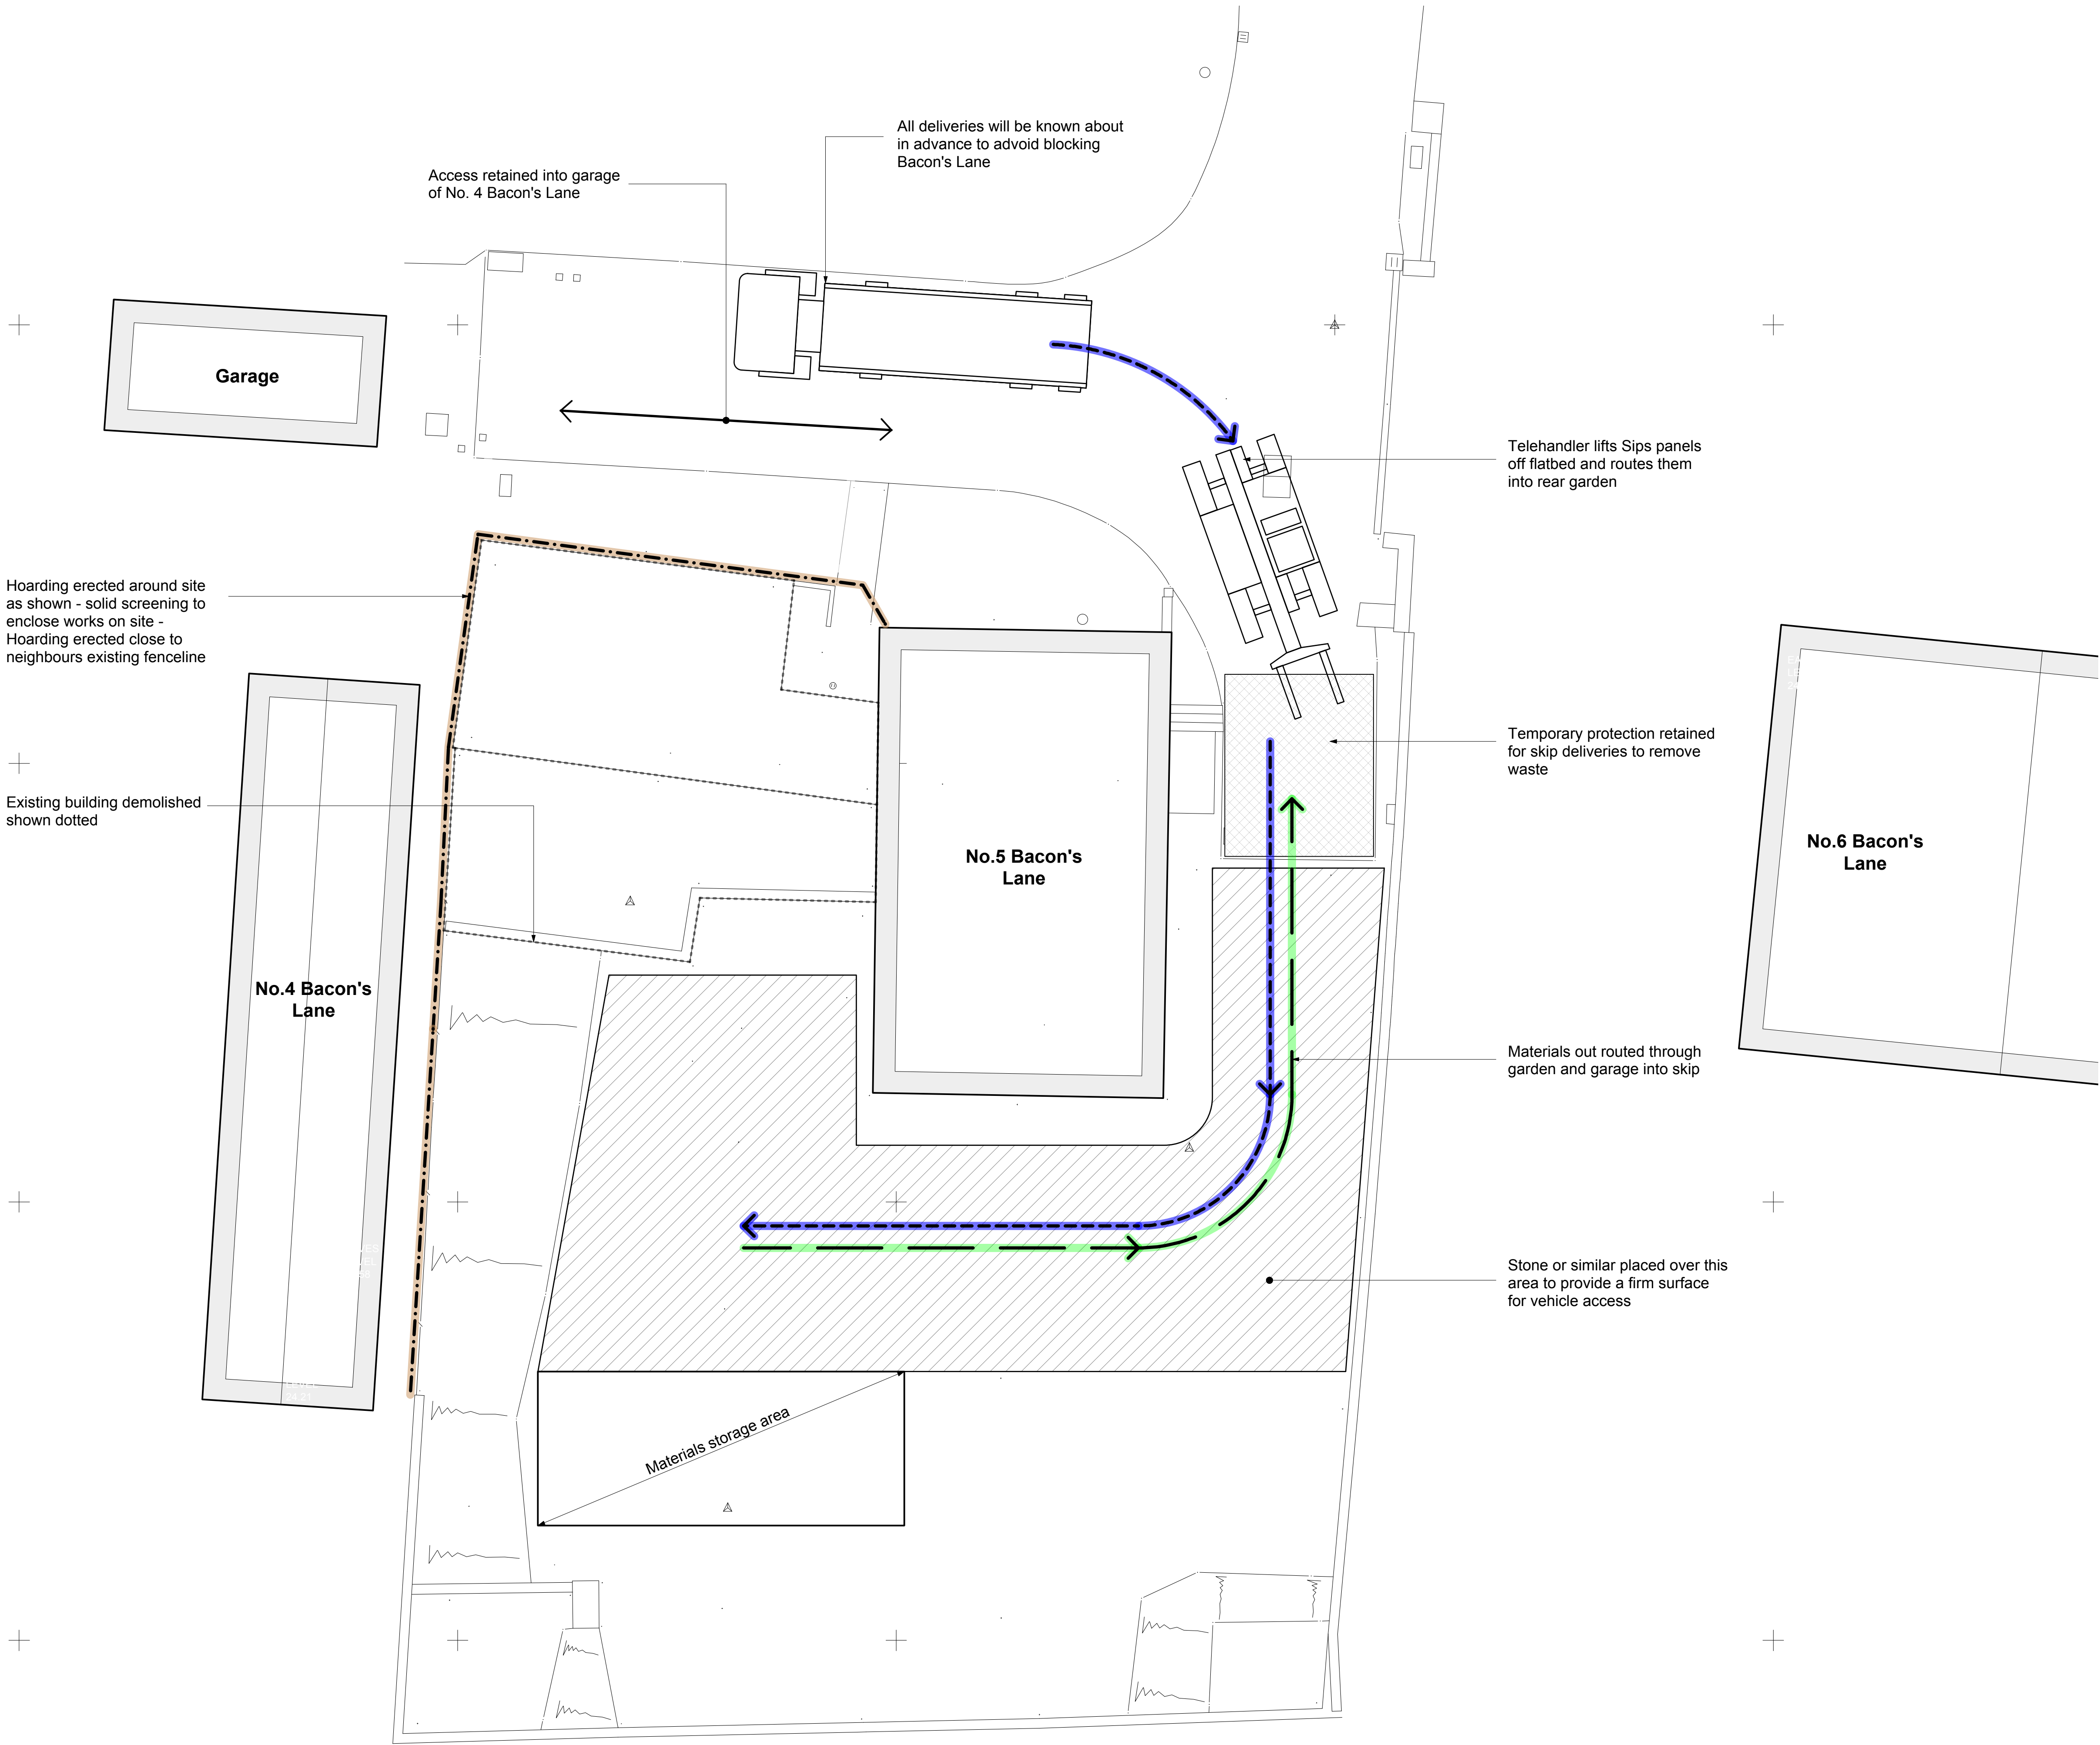 All deliveries will be known about
in advance to advoid blocking
Bacon's Lane
Access retained into garage
of No. 4 Bacon's Lane
Garage
Telehandler lifts Sips panels
off flatbed and routes them
into rear garden
Hoarding erected around site
as shown - solid screening to
enclose works on site -
Hoarding erected close to
neighbours existing fenceline
Temporary protection retained
for skip deliveries to remove
waste
Existing building demolished
shown dotted
No.5 Bacon's
Lane
No.6 Bacon's
Lane
No.4 Bacon's
Lane
Materials out routed through
garden and garage into skip
Stone or similar placed over this
area to provide a firm surface
for vehicle access
Materials storage area